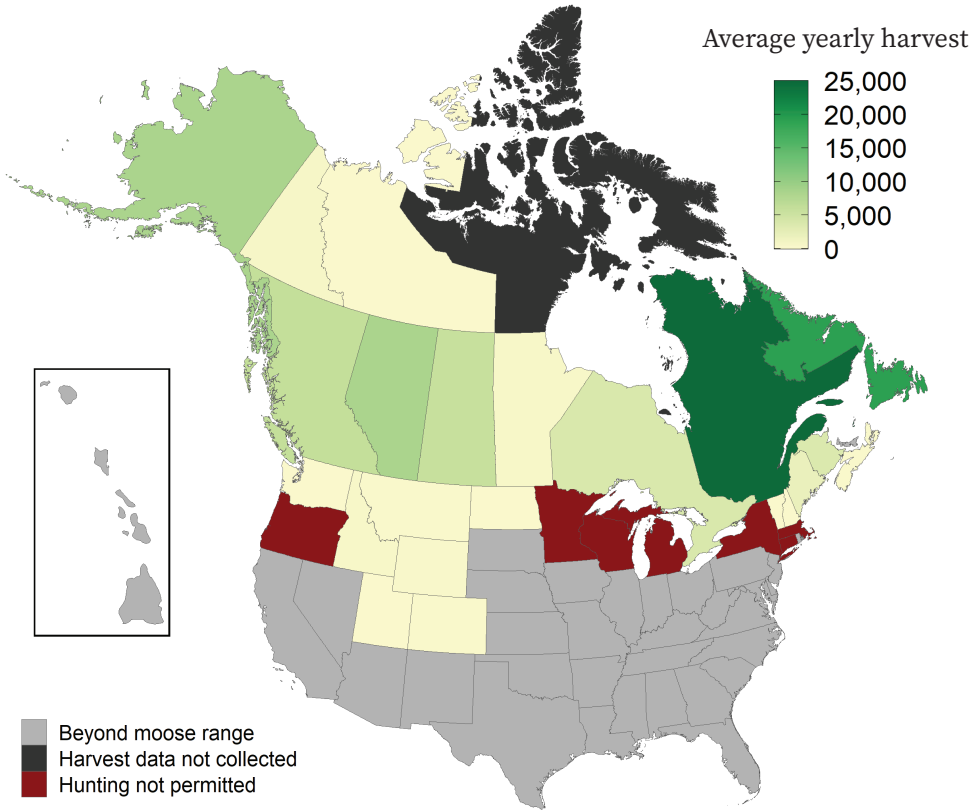 Average yearly harvest
25,000
20,000
15,000
10,000
5,000
0
Beyond moose range
Harvest data not collected
Hunting not permitted